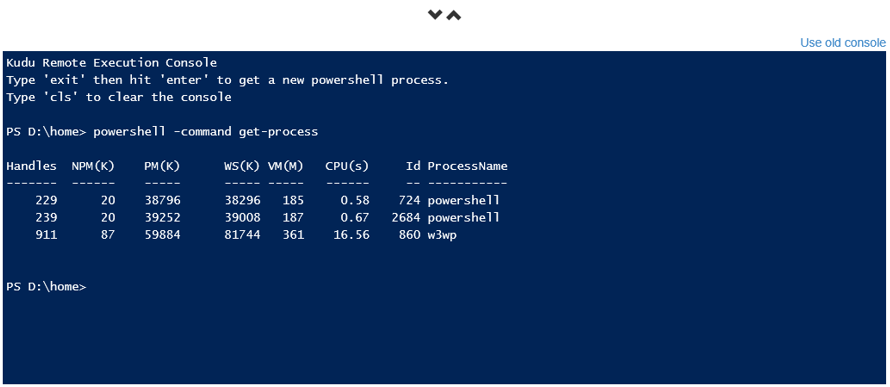 Use old console
Kudu Remote Execution Console
Type 'exit' then hit 'enter' to get a new powershell process.
Type 'cls' to clear the console
PS D:\home> powershell -command get-process
Handles  NPM(K)    PM(K)      WS(K) VM(M)   CPU(s)     Id ProcessName
-------  ------    -----      ----- -----   ------     -- -----------
    229      20    38796      38296   185     0.58    724 powershell
    239      20    39252      39008   187     0.67   2684 powershell
    911      87    59884      81744   361    16.56    860 w3wp
PS D:\home>